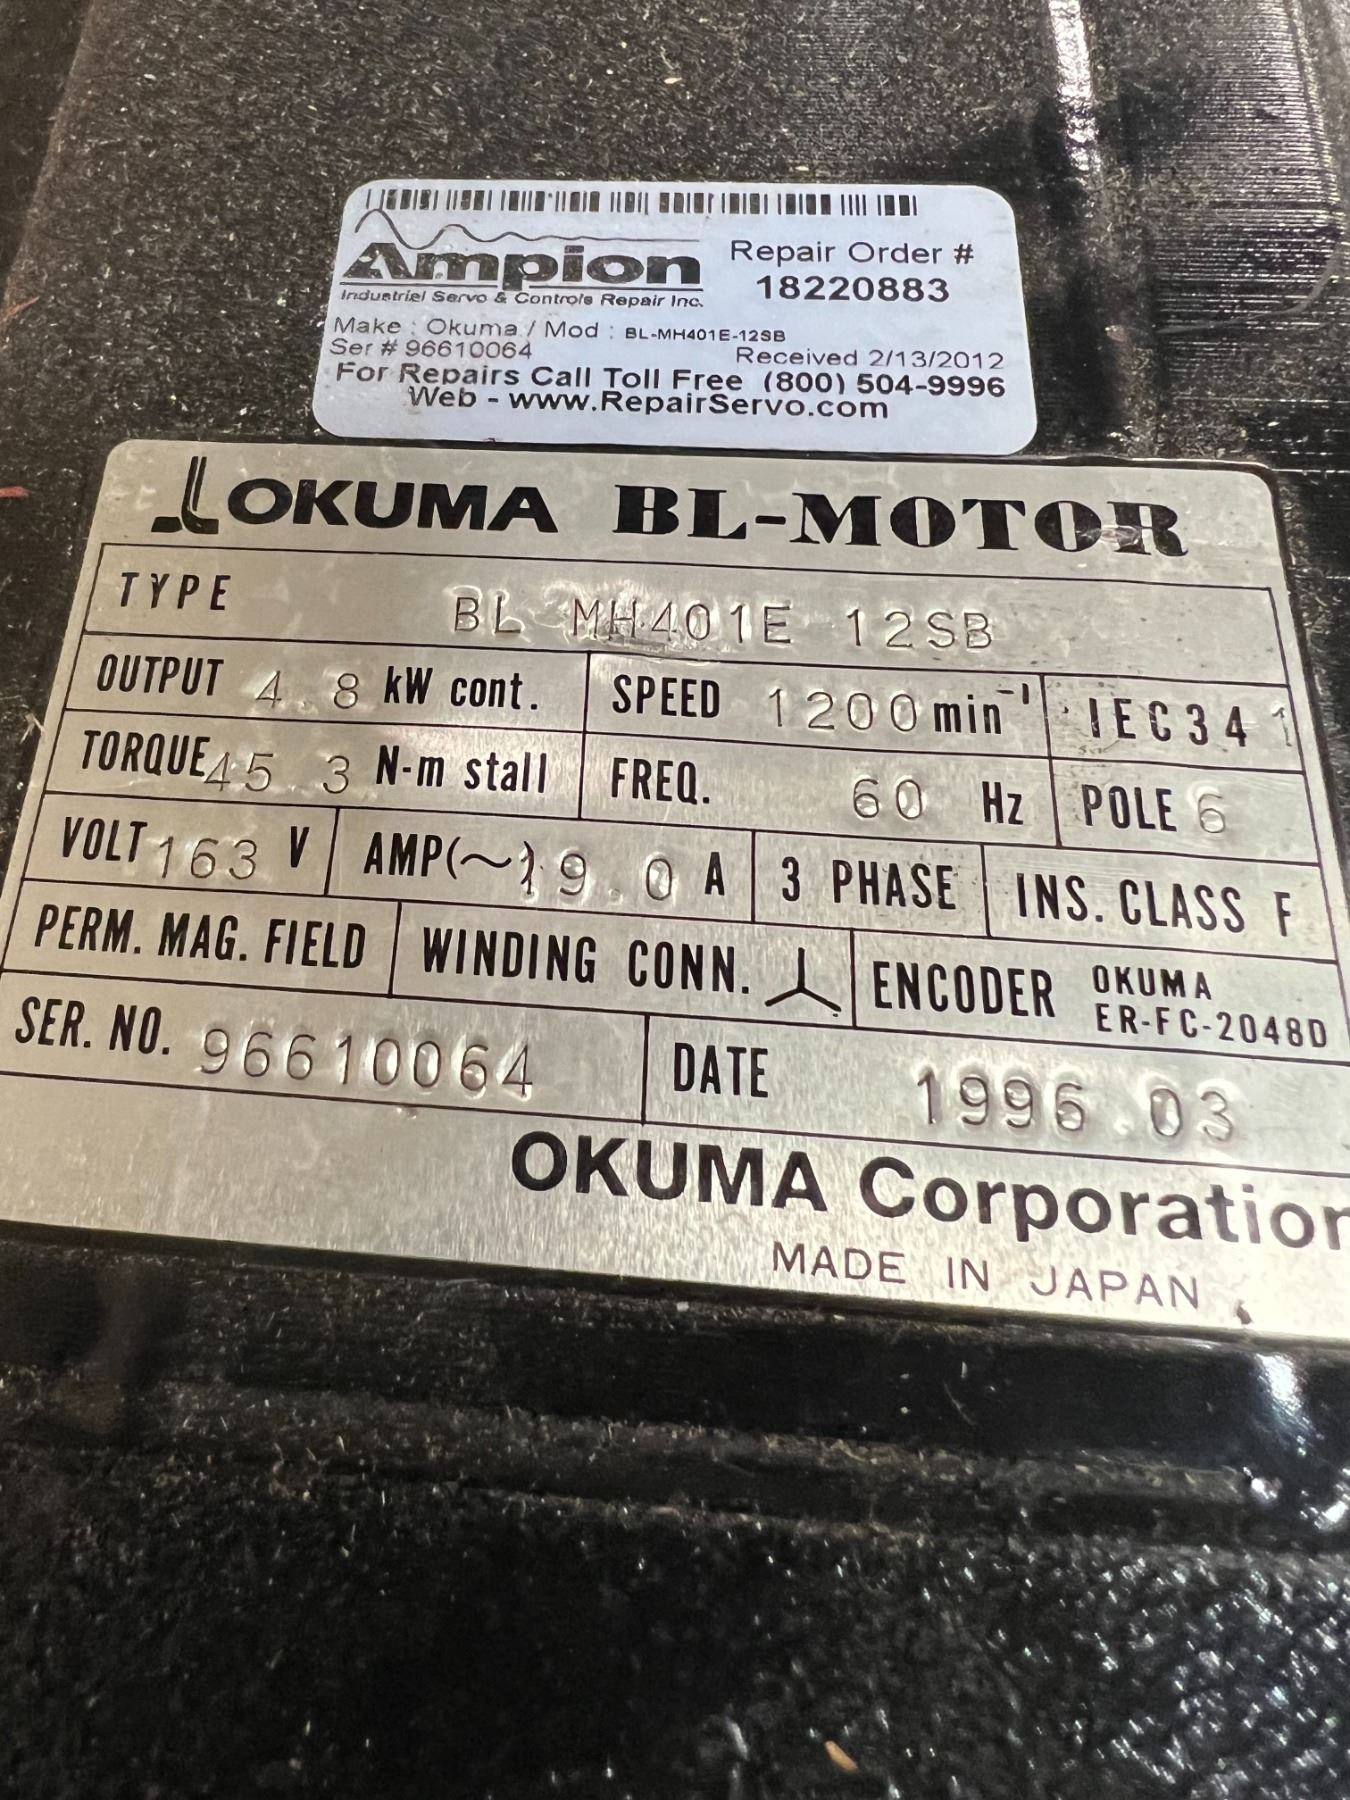 Ampion
Industrial Servo & Controls Repair Inc.
Repair Order #
18220883
Make : Okuma / Mod : BL-MH401E-12SB
Ser # 96610064 Received 2/13/2012
For Repairs Call Toll Free (800) 504-9996
Web - www.RepairServo.com
OKUMA BL-MOTOR
TYPE BL MH401E 12SB
OUTPUT 4.8 kW cont. SPEED 1200 min⁻¹ IEC34 1
TORQUE 45.3 N-m stall FREQ. 60 Hz POLE 6
VOLT 163 V AMP(~) 19.0 A 3 PHASE INS. CLASS F
PERM. MAG. FIELD WINDING CONN. ENCODER OKUMA
ER-FC-2048D
SER. NO. 96610064 DATE 1996.03
OKUMA Corporation
MADE IN JAPAN